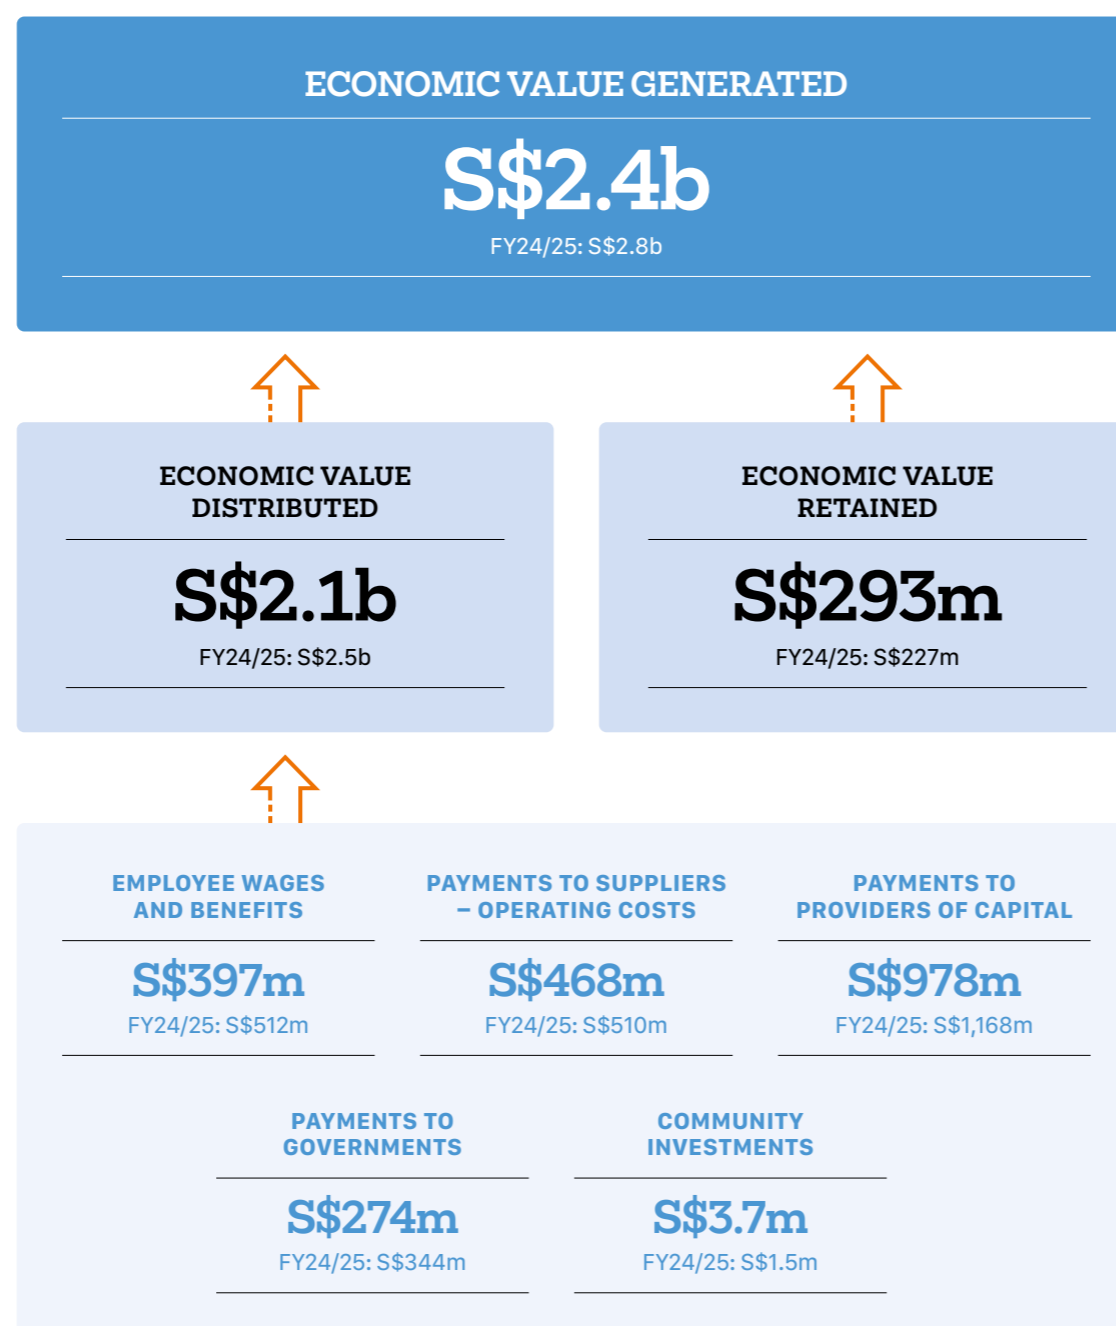 ECONOMIC VALUE GENERATED
S$2.4b
FY24/25: S$2.8b
ECONOMIC VALUE
DISTRIBUTED
S$2.1b
FY24/25: S$2.5b
ECONOMIC VALUE
RETAINED
S$293m
FY24/25: S$227m
EMPLOYEE WAGES
AND BENEFITS
S$397m
FY24/25: S$512m
PAYMENTS TO SUPPLIERS
– OPERATING COSTS
S$468m
FY24/25: S$510m
PAYMENTS TO
PROVIDERS OF CAPITAL
S$978m
FY24/25: S$1,168m
PAYMENTS TO
GOVERNMENTS
S$274m
FY24/25: S$344m
COMMUNITY
INVESTMENTS
S$3.7m
FY24/25: S$1.5m